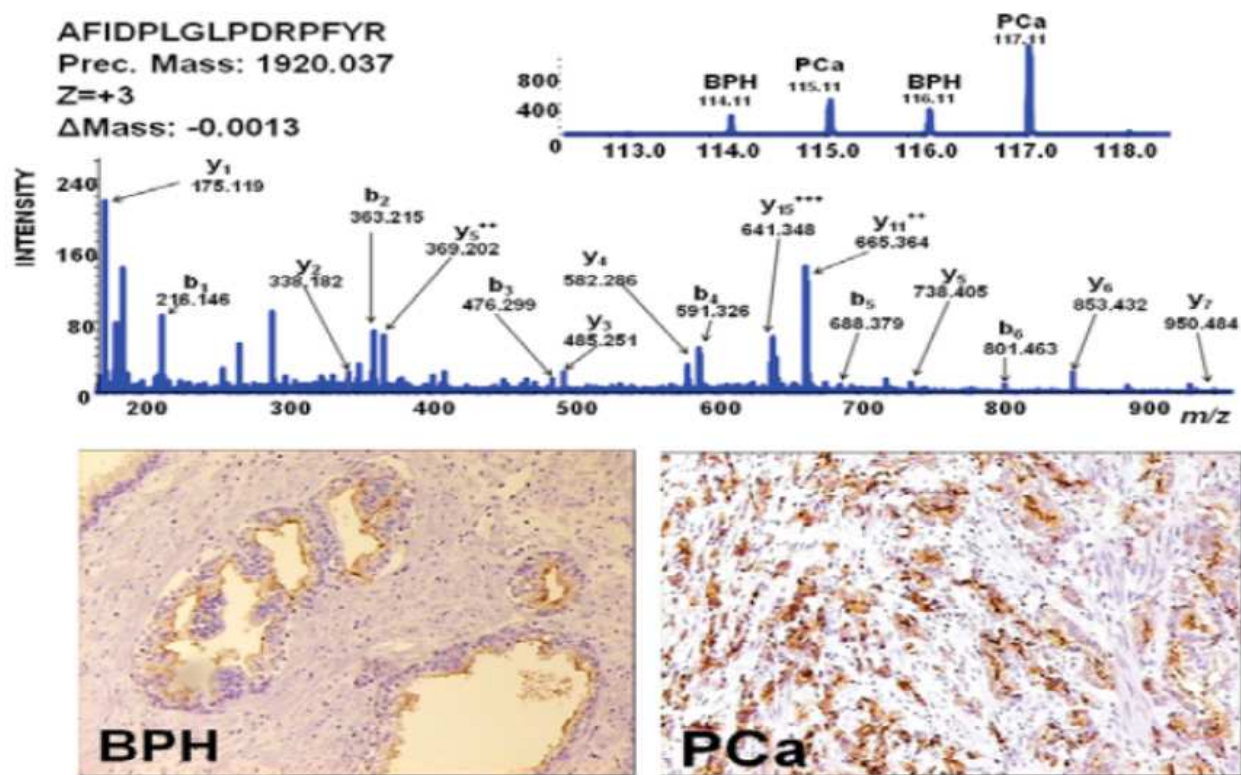 AFIDPLGLPDRPFYR
Prec. Mass: 1920.037
Z=+3
ΔMass: -0.0013
PCa
117.11
PCa
115.11
BPH
114.11
BPH
116.11
800
400
0
113.0 114.0 115.0 116.0 117.0 118.0
INTENSITY
240
160
80
0
y1
175.119
b1
216.146
y2
338.182
b2
363.215
y5**
369.202
b3
476.299
y3
485.251
y4
582.286
b4
591.326
y15***
641.348
y11**
665.364
b5
688.379
y5
738.405
b6
801.463
y6
853.432
y7
950.484
200 300 400 500 600 700 800 900 m/z
BPH
PCa